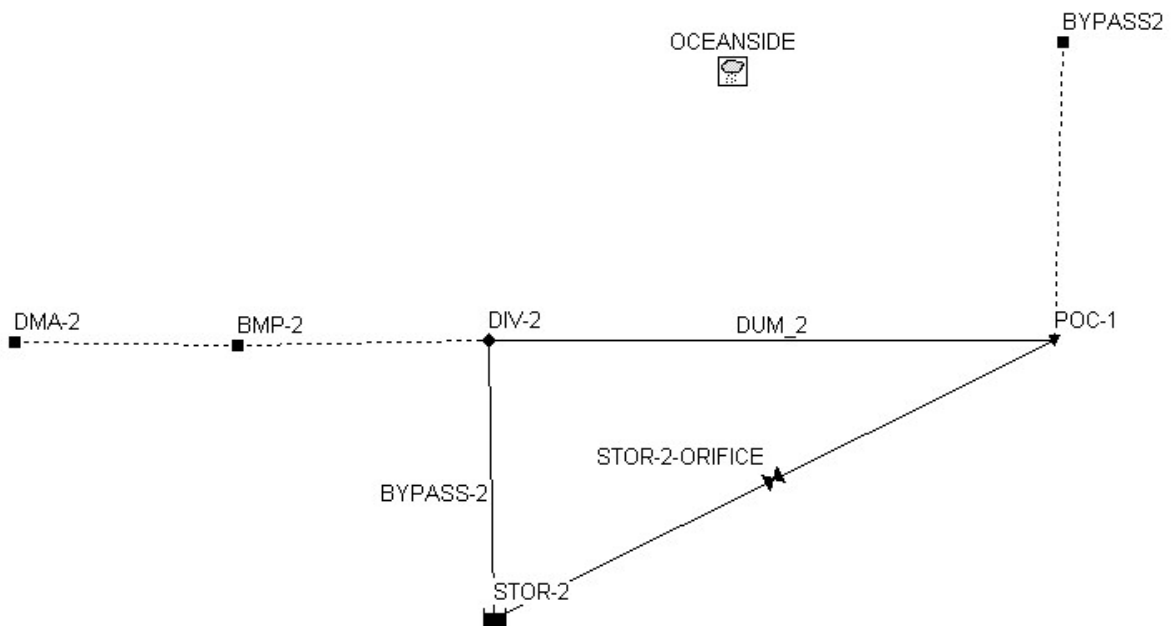 BYPASS2
OCEANSIDE
DMA-2
BMP-2
DIV-2
DUM_2
POC-1
STOR-2-ORIFICE
BYPASS-2
STOR-2